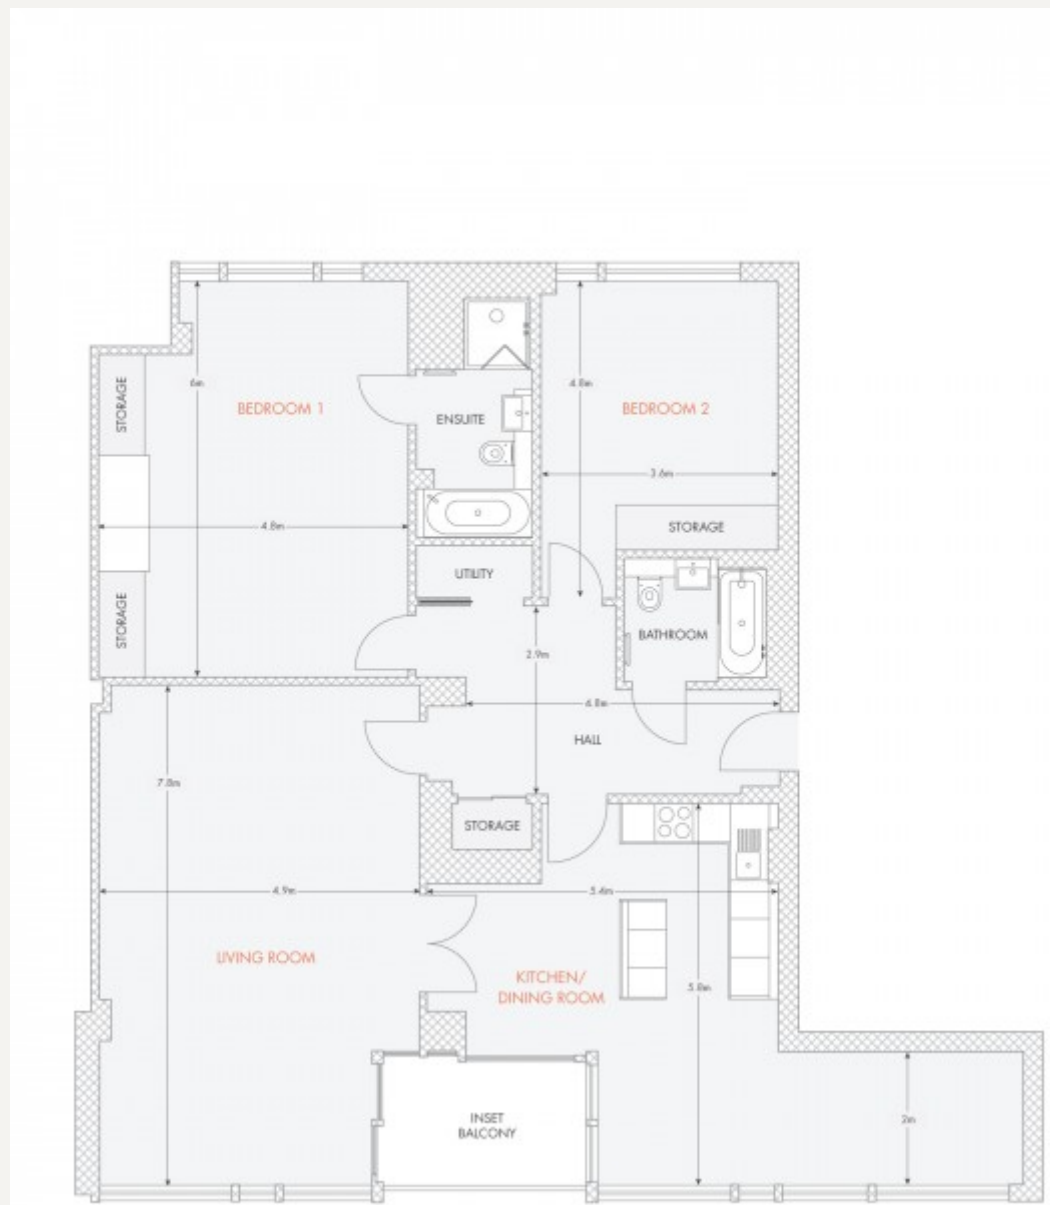 STORAGE
6m
BEDROOM 1
4.8m
STORAGE
ENSUITE
UTILITY
4.8m
BEDROOM 2
3.6m
STORAGE
BATHROOM
2.9m
4.8m
HALL
7.8m
STORAGE
4.9m
5.4m
LIVING ROOM
KITCHEN/
DINING ROOM
5.8m
INSET
BALCONY
2m